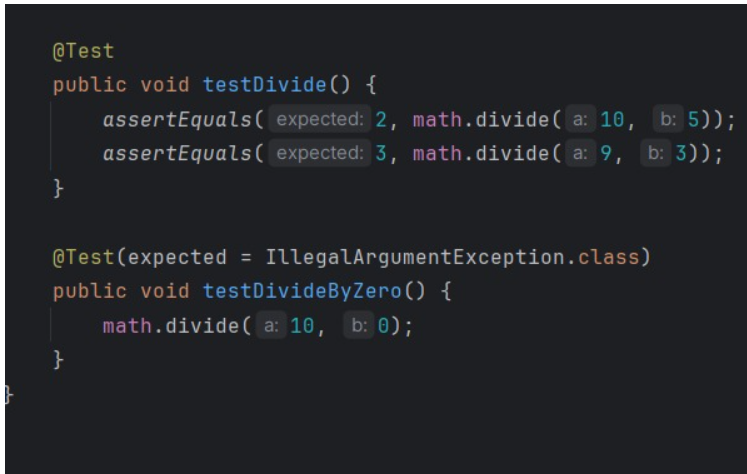 @Test
public void testDivide() {
assertEquals( expected: 2, math.divide( a: 10, b: 5));
assertEquals( expected: 3, math.divide( a: 9, b: 3));
}
@Test(expected = IllegalArgumentException.class)
public void testDivideByZero() {
math.divide( a: 10, b: 0);
}
}